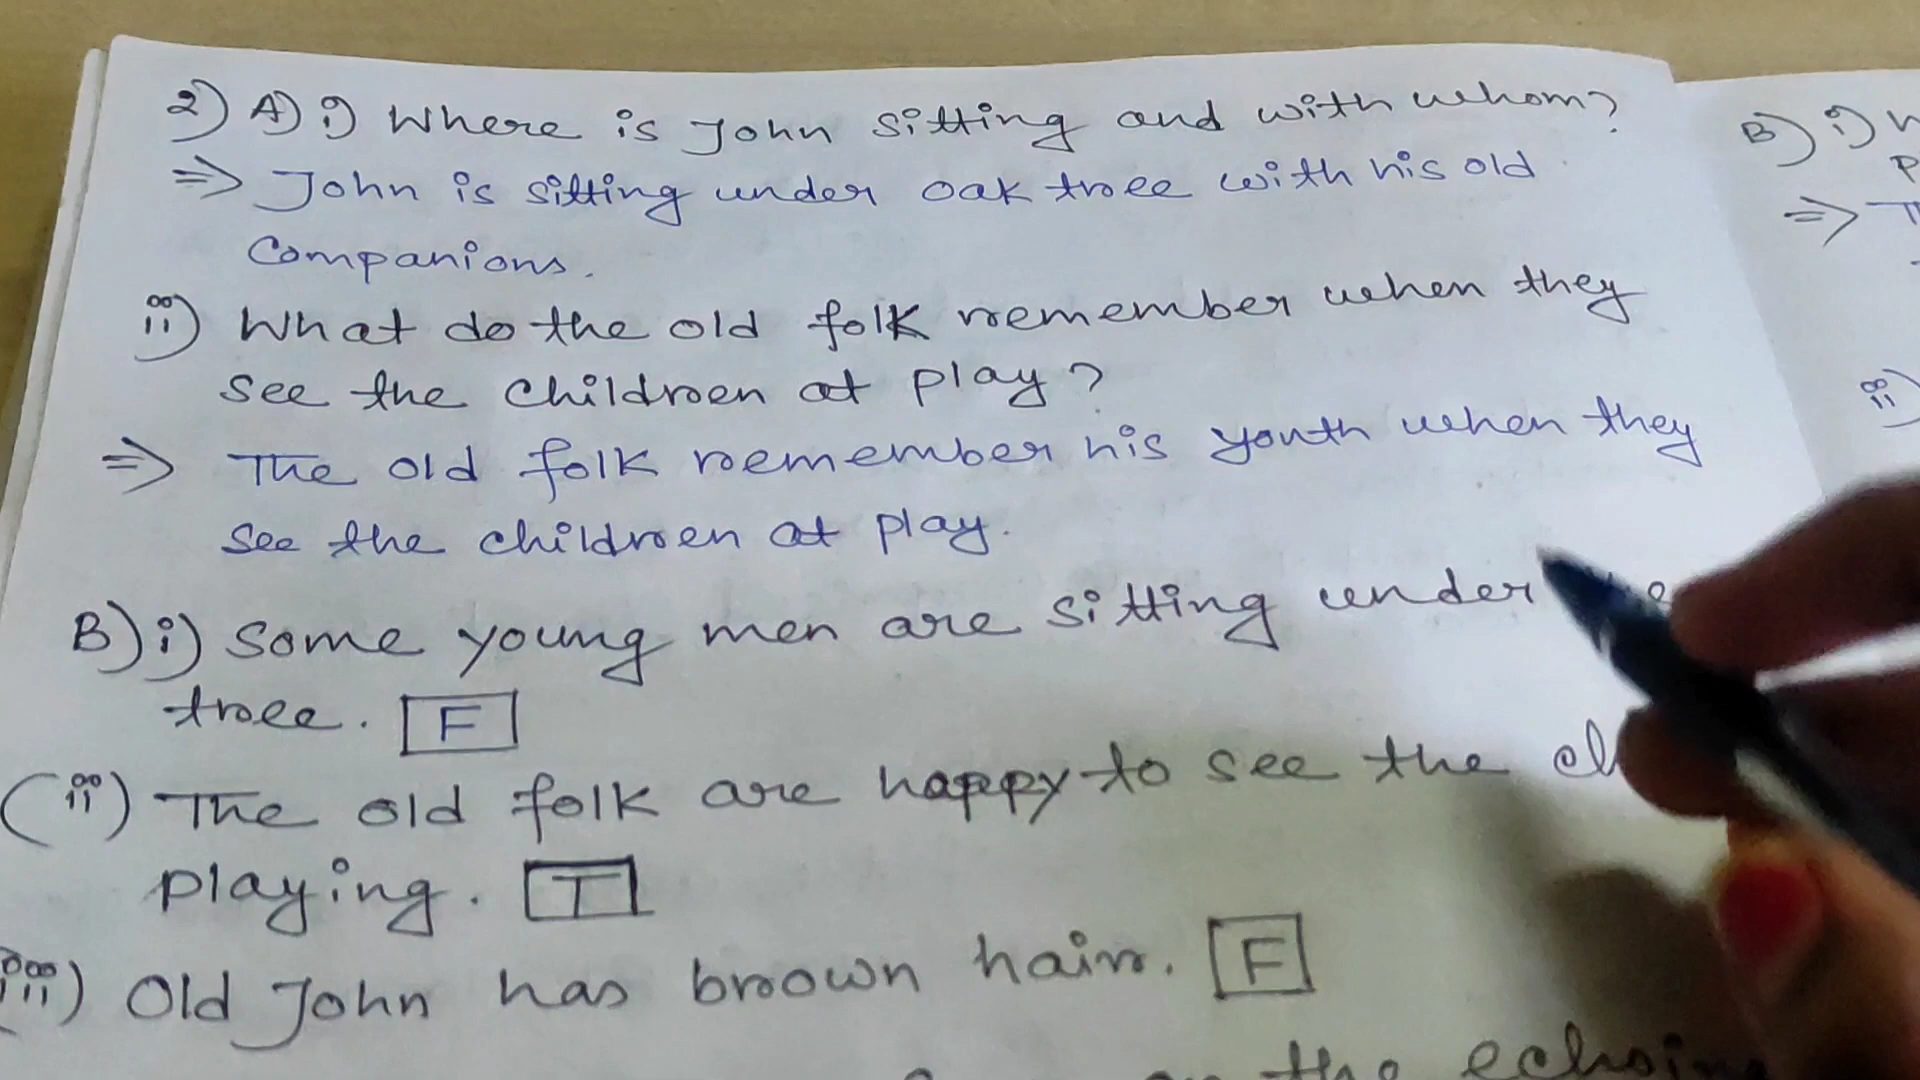 2) A) i) Where is John sitting and with whom?
⇒ John is sitting under oak tree with his old
Companions.
ii) What do the old folk remember when they
see the children at play?
⇒ The old folk remember his youth when they
see the children at play.
B) i) Some young men are sitting under
tree. F
(ii) The old folk are happy to see the
playing. T
iii) Old John has brown hair. F
on the
B) i)
⇒
ii)